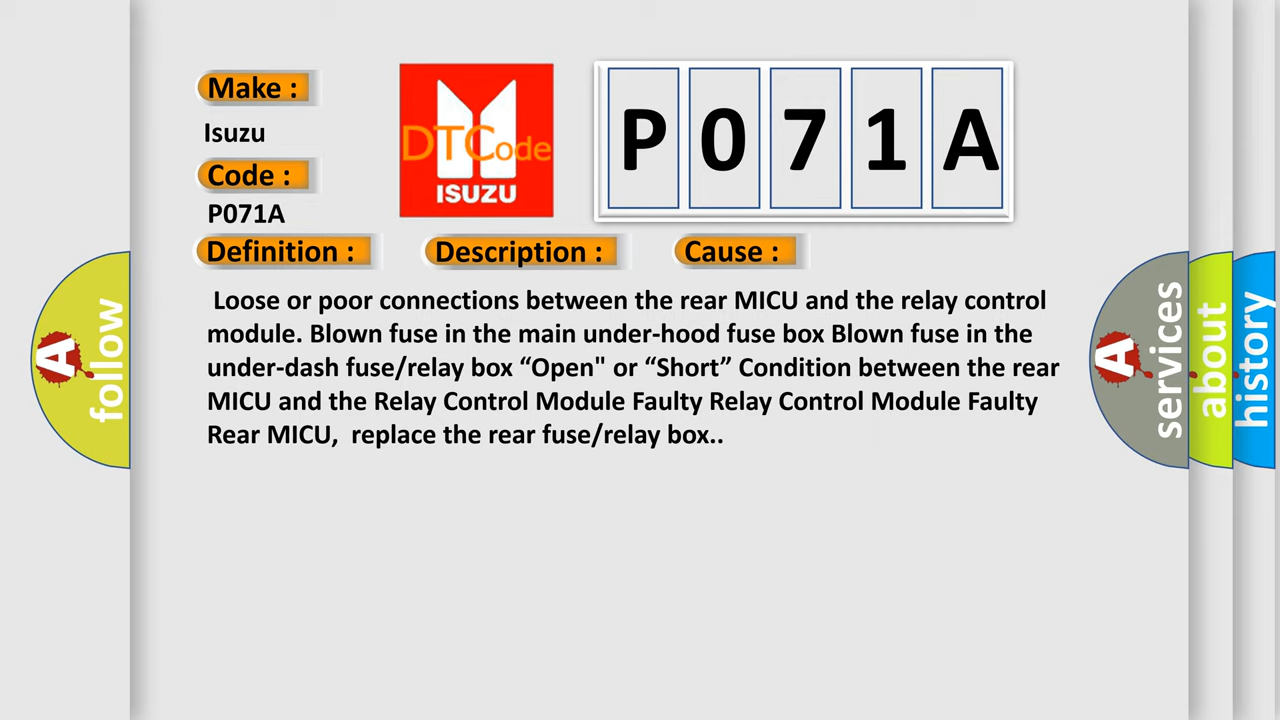 Make :
Isuzu
Code :
P071A
DTCode
ISUZU
P071A
Definition :
Description :
Cause :
Loose or poor connections between the rear MICU and the relay control
module. Blown fuse in the main under-hood fuse box Blown fuse in the
under-dash fuse/relay box “Open" or “Short” Condition between the rear
MICU and the Relay Control Module Faulty Relay Control Module Faulty
Rear MICU,  replace the rear fuse/relay box..
A
follow
A
services
about
history